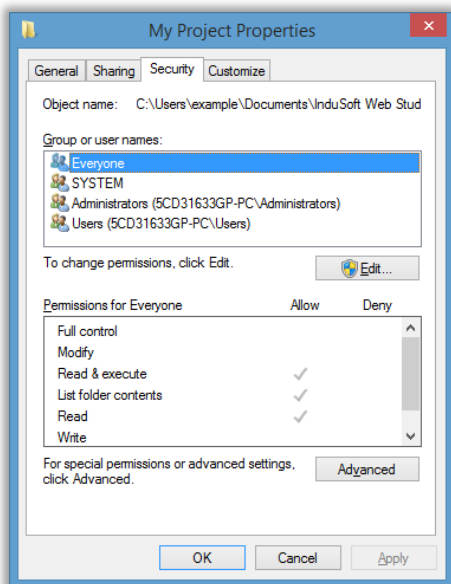 My Project Properties
General Sharing Security Customize
Object name: C:\Users\example\Documents\InduSoft Web Stud
Group or user names:
Everyone
SYSTEM
Administrators (5CD31633GP-PC\Administrators)
Users (5CD31633GP-PC\Users)
To change permissions, click Edit.
Edit...
Permissions for Everyone Allow Deny
Full control
Modify
Read & execute
List folder contents
Read
Write
For special permissions or advanced settings,
click Advanced.
Advanced
OK Cancel Apply